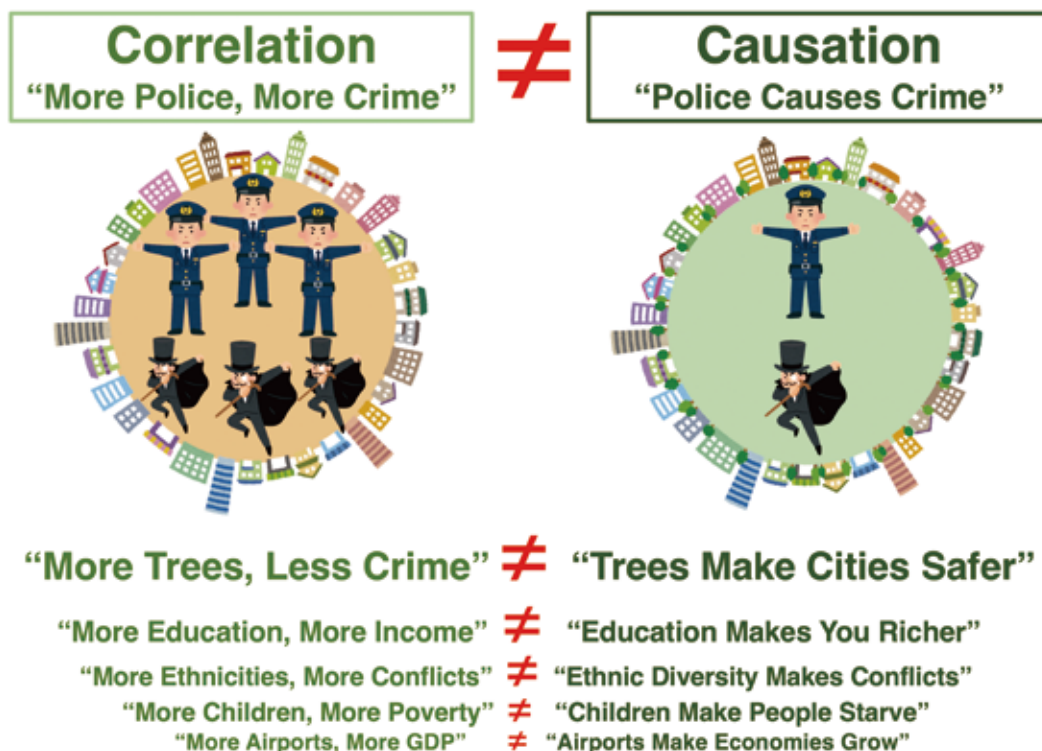 Correlation ≠ Causation
“More Police, More Crime” “Police Causes Crime”
“More Trees, Less Crime” ≠ “Trees Make Cities Safer”
“More Education, More Income” ≠ “Education Makes You Richer”
“More Ethnicities, More Conflicts” ≠ “Ethnic Diversity Makes Conflicts”
“More Children, More Poverty” ≠ “Children Make People Starve”
“More Airports, More GDP” ≠ “Airports Make Economies Grow”